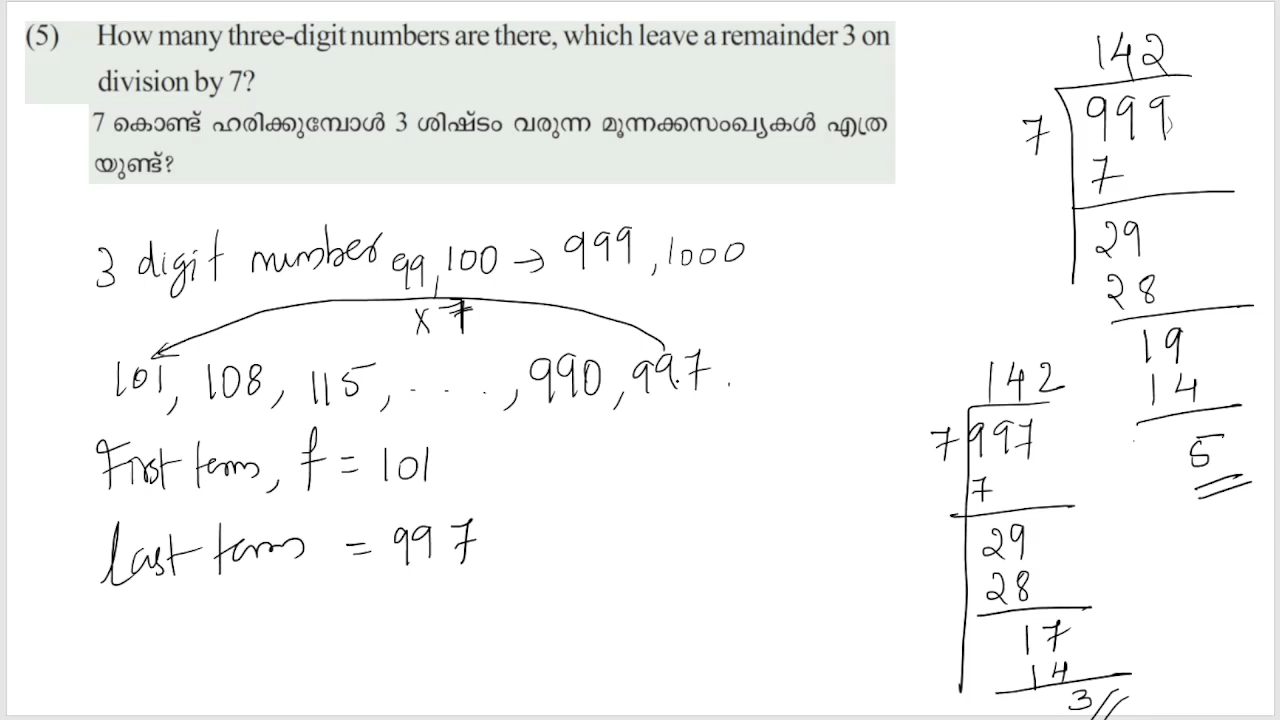 (5) How many three-digit numbers are there, which leave a remainder 3 on
division by 7?
7 കൊണ്ട് ഹരിക്കുമ്പോൾ 3 ശിഷ്ടം വരുന്ന മൂന്നക്കസംഖ്യകൾ എത്ര
യുണ്ട്?
3 digit number 99, 100 → 999, 1000
x 7
101, 108, 115, . . . . , 990, 997.
First term, f = 101
last term = 997
142
7 999
7
29
28
19
14
5
142
7 997
7
29
28
17
14
3